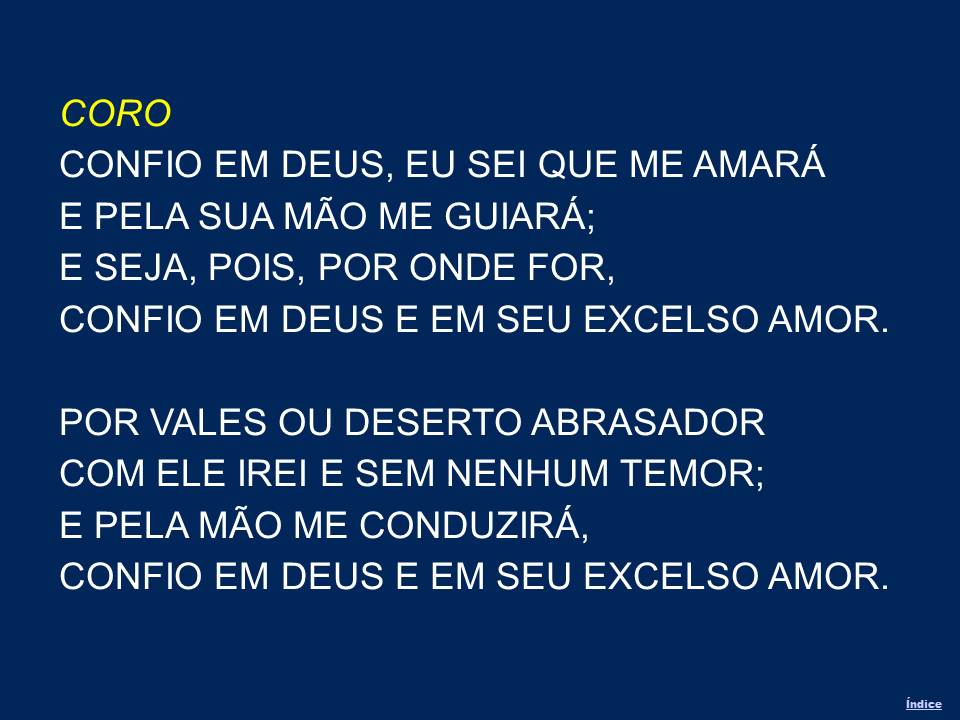 CORO
CONFIO EM DEUS, EU SEI QUE ME AMARÁ
E PELA SUA MÃO ME GUIARÁ;
E SEJA, POIS, POR ONDE FOR,
CONFIO EM DEUS E EM SEU EXCELSO AMOR.
POR VALES OU DESERTO ABRASADOR
COM ELE IREI E SEM NENHUM TEMOR;
E PELA MÃO ME CONDUZIRÁ,
CONFIO EM DEUS E EM SEU EXCELSO AMOR.
Índice